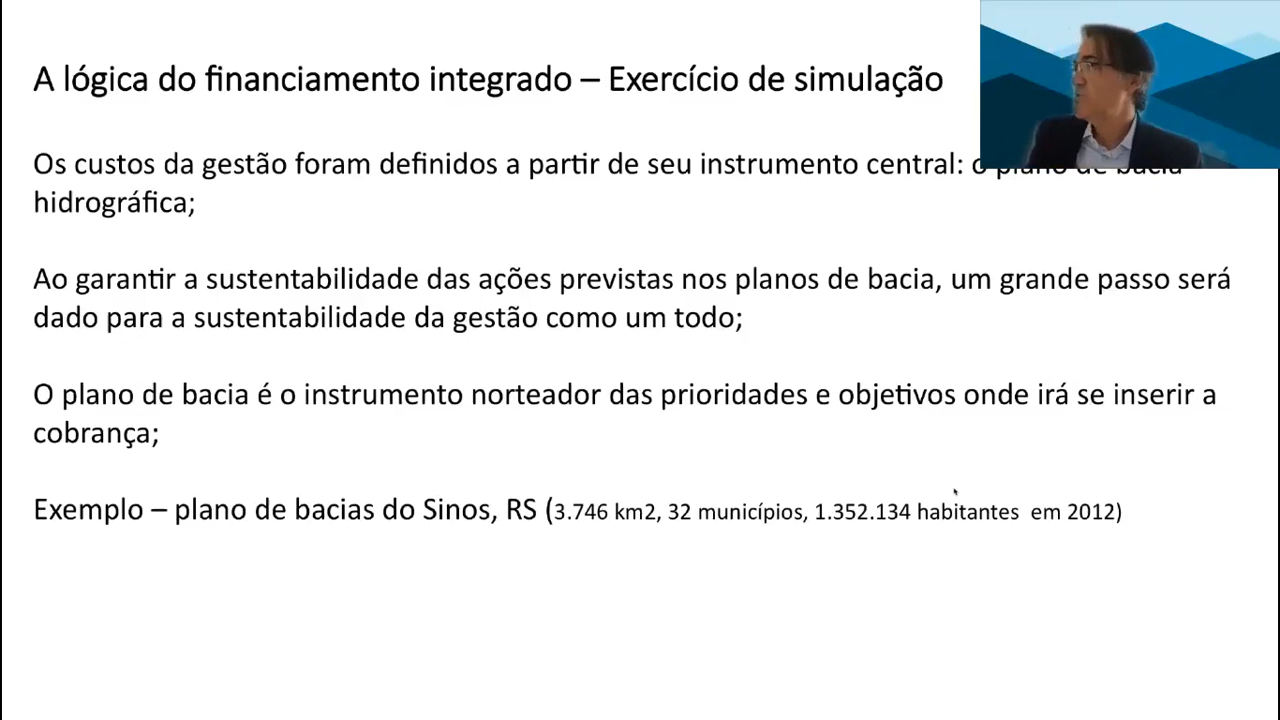 A lógica do financiamento integrado – Exercício de simulação
Os custos da gestão foram definidos a partir de seu instrumento central: o plano de bacia
hidrográfica;
Ao garantir a sustentabilidade das ações previstas nos planos de bacia, um grande passo será
dado para a sustentabilidade da gestão como um todo;
O plano de bacia é o instrumento norteador das prioridades e objetivos onde irá se inserir a
cobrança;
Exemplo – plano de bacias do Sinos, RS (3.746 km2, 32 municípios, 1.352.134 habitantes em 2012)